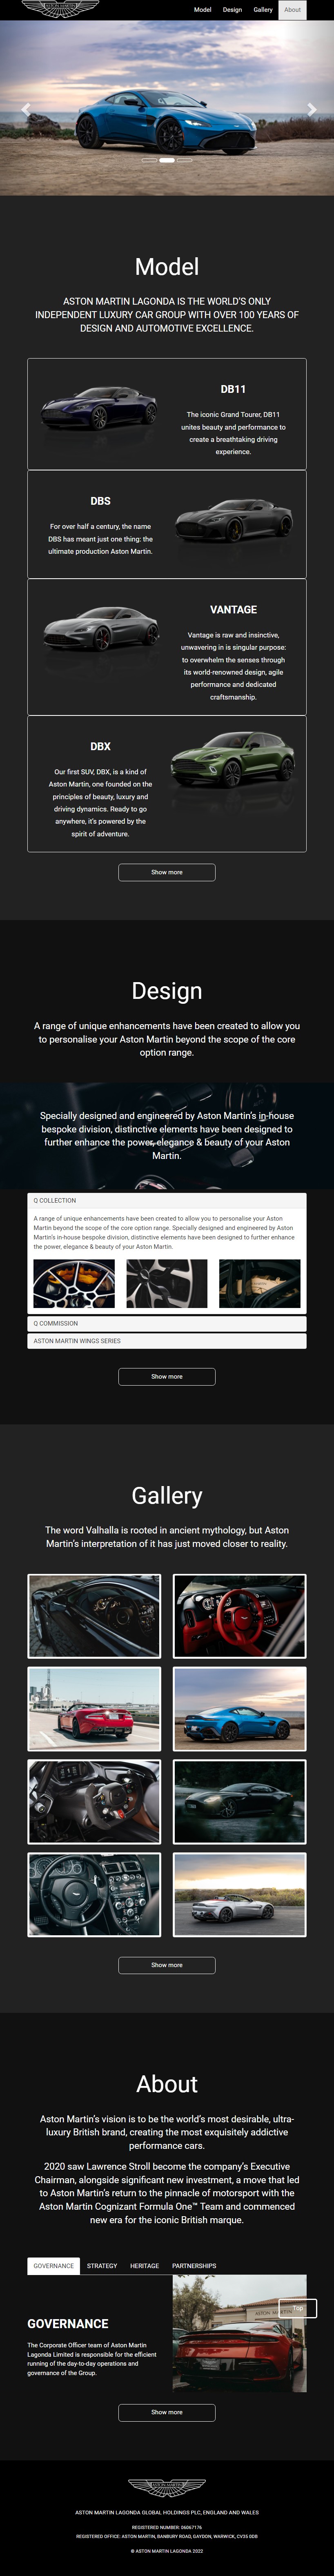 ASTON MARTIN
Model Design Gallery About
Model
ASTON MARTIN LAGONDA IS THE WORLD'S ONLY
INDEPENDENT LUXURY CAR GROUP WITH OVER 100 YEARS OF
DESIGN AND AUTOMOTIVE EXCELLENCE.
DB11
The iconic Grand Tourer, DB11
unites beauty and performance to
create a breathtaking driving
experience.
DBS
For over half a century, the name
DBS has meant just one thing: the
ultimate production Aston Martin.
VANTAGE
Vantage is raw and insinctive,
unwavering in is singular purpose:
to overwhelm the senses through
its world-renowned design, agile
performance and dedicated
craftsmanship.
DBX
Our first SUV, DBX, is a kind of
Aston Martin, one founded on the
principles of beauty, luxury and
driving dynamics. Ready to go
anywhere, it's powered by the
spirit of adventure.
Show more
Design
A range of unique enhancements have been created to allow you
to personalise your Aston Martin beyond the scope of the core
option range.
Specially designed and engineered by Aston Martin's in-house
bespoke division, distinctive elements have been designed to
further enhance the power, elegance & beauty of your Aston
Martin.
Q COLLECTION
A range of unique enhancements have been created to allow you to personalise your Aston
Martin beyond the scope of the core option range. Specially designed and engineered by Aston
Martin's in-house bespoke division, distinctive elements have been designed to further enhance
the power, elegance & beauty of your Aston Martin.
Q COMMISSION
ASTON MARTIN WINGS SERIES
Show more
Gallery
The word Valhalla is rooted in ancient mythology, but Aston
Martin's interpretation of it has just moved closer to reality.
Show more
About
Aston Martin's vision is to be the world's most desirable, ultra-
luxury British brand, creating the most exquisitely addictive
performance cars.
2020 saw Lawrence Stroll become the company's Executive
Chairman, alongside significant new investment, a move that led
to Aston Martin's return to the pinnacle of motorsport with the
Aston Martin Cognizant Formula One™ Team and commenced
new era for the iconic British marque.
GOVERNANCE STRATEGY HERITAGE PARTNERSHIPS
Top
ASTON MARTIN
GOVERNANCE
The Corporate Officer team of Aston Martin
Lagonda Limited is responsible for the efficient
running of the day-to-day operations and
governance of the Group.
Show more
ASTON MARTIN
ASTON MARTIN LAGONDA GLOBAL HOLDINGS PLC, ENGLAND AND WALES
REGISTERED NUMBER: 06067176
REGISTERED OFFICE: ASTON MARTIN, BANBURY ROAD, GAYDON, WARWICK, CV35 0DB
© ASTON MARTIN LAGONDA 2022